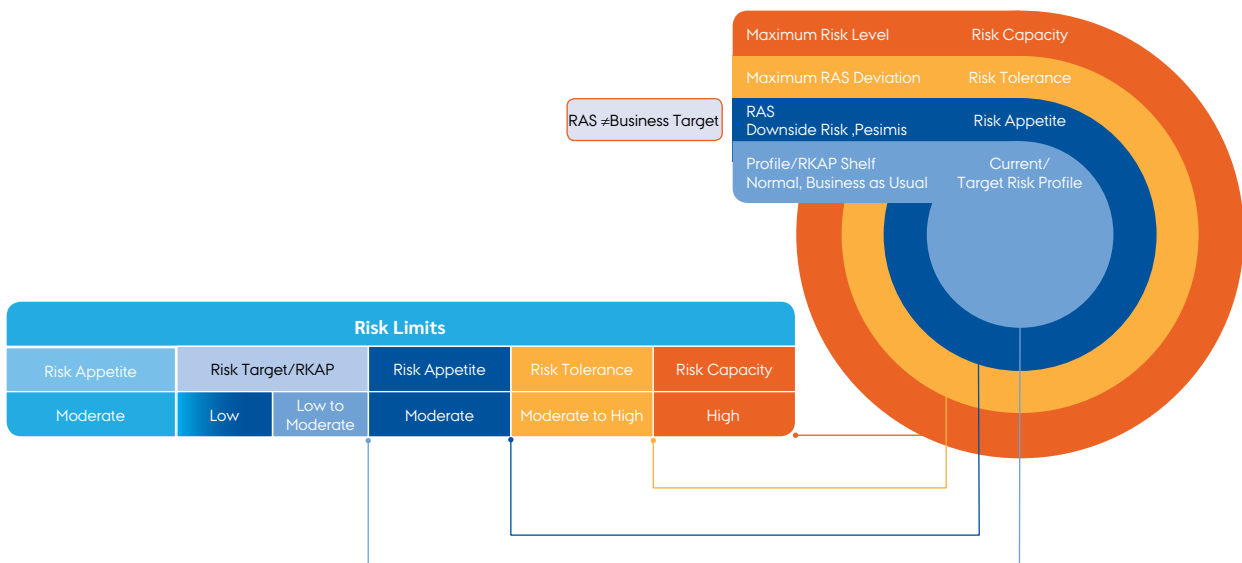 Maximum Risk Level
Risk Capacity
Maximum RAS Deviation
Risk Tolerance
RAS ≠Business Target
RAS
Downside Risk ,Pesimis
Risk Appetite
Profile/RKAP Shelf
Normal, Business as Usual
Current/
Target Risk Profile
Risk Limits
Risk Appetite
Risk Target/RKAP
Risk Appetite
Risk Tolerance
Risk Capacity
Moderate
Low
Low to
Moderate
Moderate
Moderate to High
High